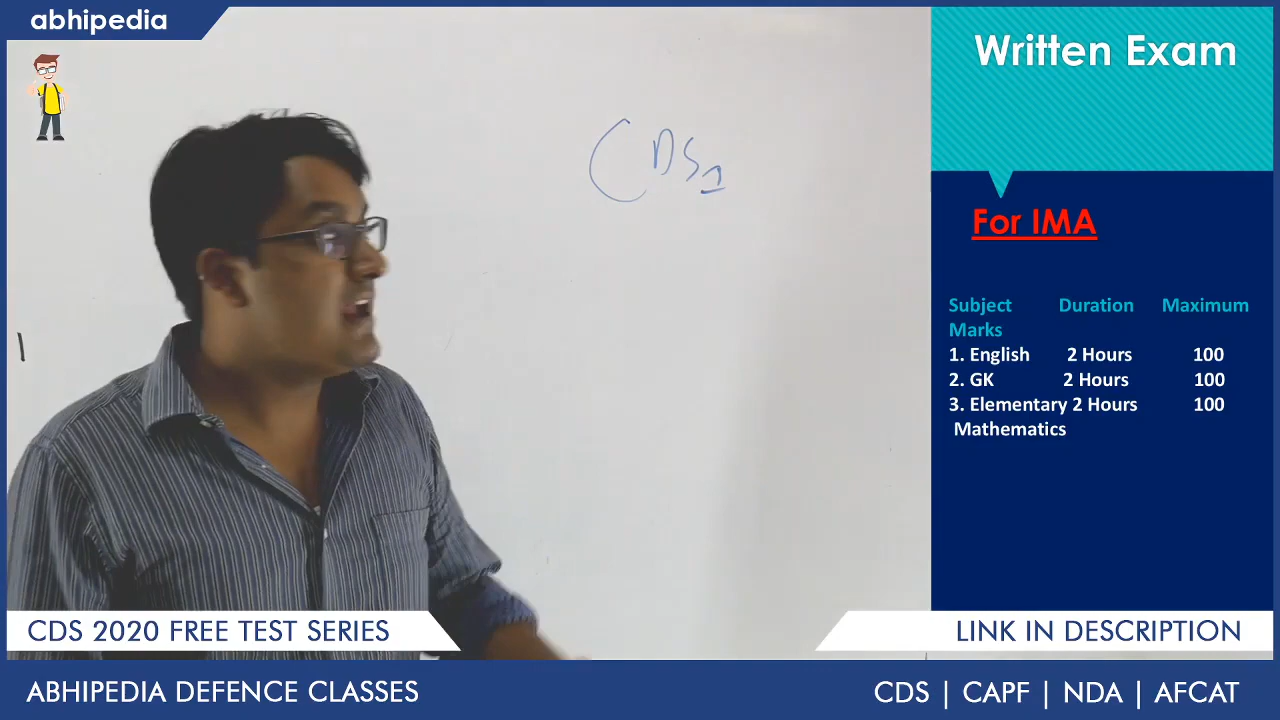 abhipedia
CDS1
Written Exam
For IMA
Subject Duration Maximum
Marks
1. English 2 Hours 100
2. GK 2 Hours 100
3. Elementary 2 Hours 100
Mathematics
CDS 2020 FREE TEST SERIES
LINK IN DESCRIPTION
ABHIPEDIA DEFENCE CLASSES
CDS | CAPF | NDA | AFCAT